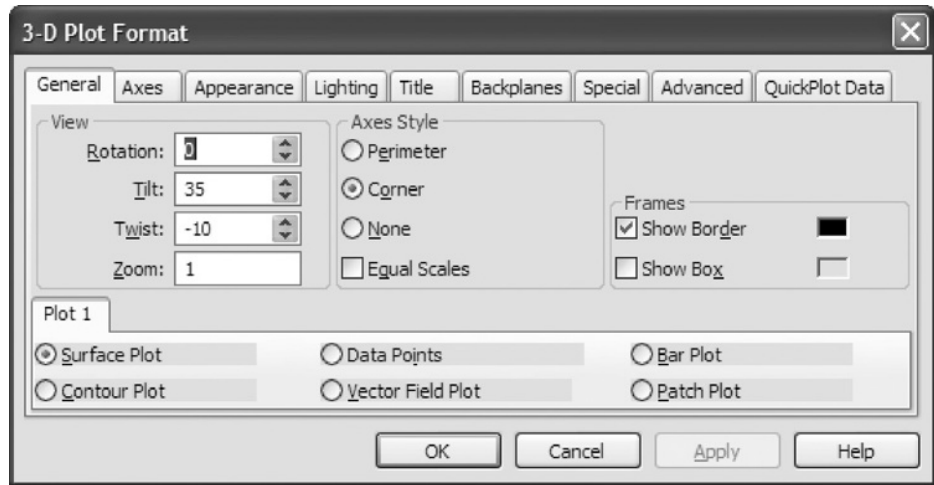 3-D Plot Format
General Axes Appearance Lighting Title Backplanes Special Advanced QuickPlot Data
View
Rotation: 0
Tilt: 35
Twist: -10
Zoom: 1
Axes Style
Perimeter
Corner
None
Equal Scales
Frames
Show Border
Show Box
Plot 1
Surface Plot Data Points Bar Plot
Contour Plot Vector Field Plot Patch Plot
OK Cancel Apply Help